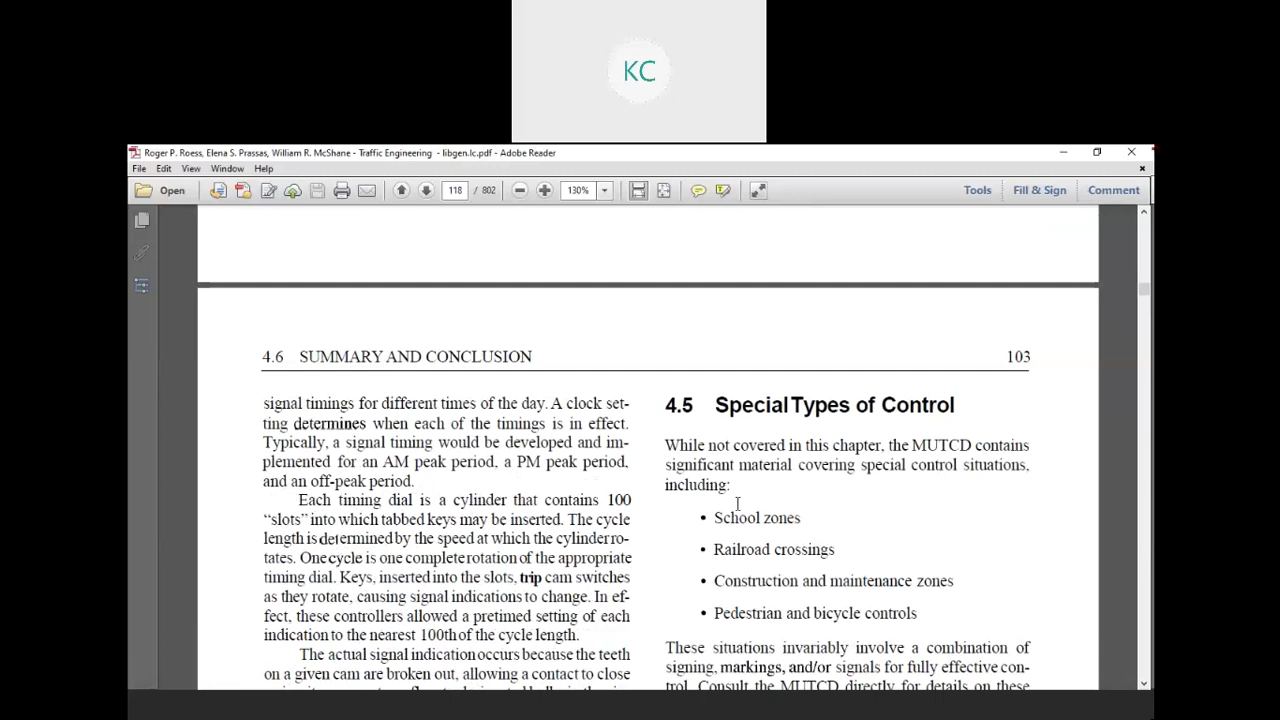 KC
Roger P. Roess, Elena S. Prassas, William R. McShane - Traffic Engineering - libgen.lc.pdf - Adobe Reader
File Edit View Window Help
Open 118 / 802 130% Tools Fill & Sign Comment
4.6 SUMMARY AND CONCLUSION 103
signal timings for different times of the day. A clock set-
ting determines when each of the timings is in effect.
Typically, a signal timing would be developed and im-
plemented for an AM peak period, a PM peak period,
and an off-peak period.
Each timing dial is a cylinder that contains 100
“slots” into which tabbed keys may be inserted. The cycle
length is determined by the speed at which the cylinder ro-
tates. One cycle is one complete rotation of the appropriate
timing dial. Keys, inserted into the slots, trip cam switches
as they rotate, causing signal indications to change. In ef-
fect, these controllers allowed a pretimed setting of each
indication to the nearest 100th of the cycle length.
The actual signal indication occurs because the teeth
on a given cam are broken out, allowing a contact to close
4.5 Special Types of Control
While not covered in this chapter, the MUTCD contains
significant material covering special control situations,
including:
• School zones
• Railroad crossings
• Construction and maintenance zones
• Pedestrian and bicycle controls
These situations invariably involve a combination of
signing, markings, and/or signals for fully effective con-
trol. Consult the MUTCD directly for details on these